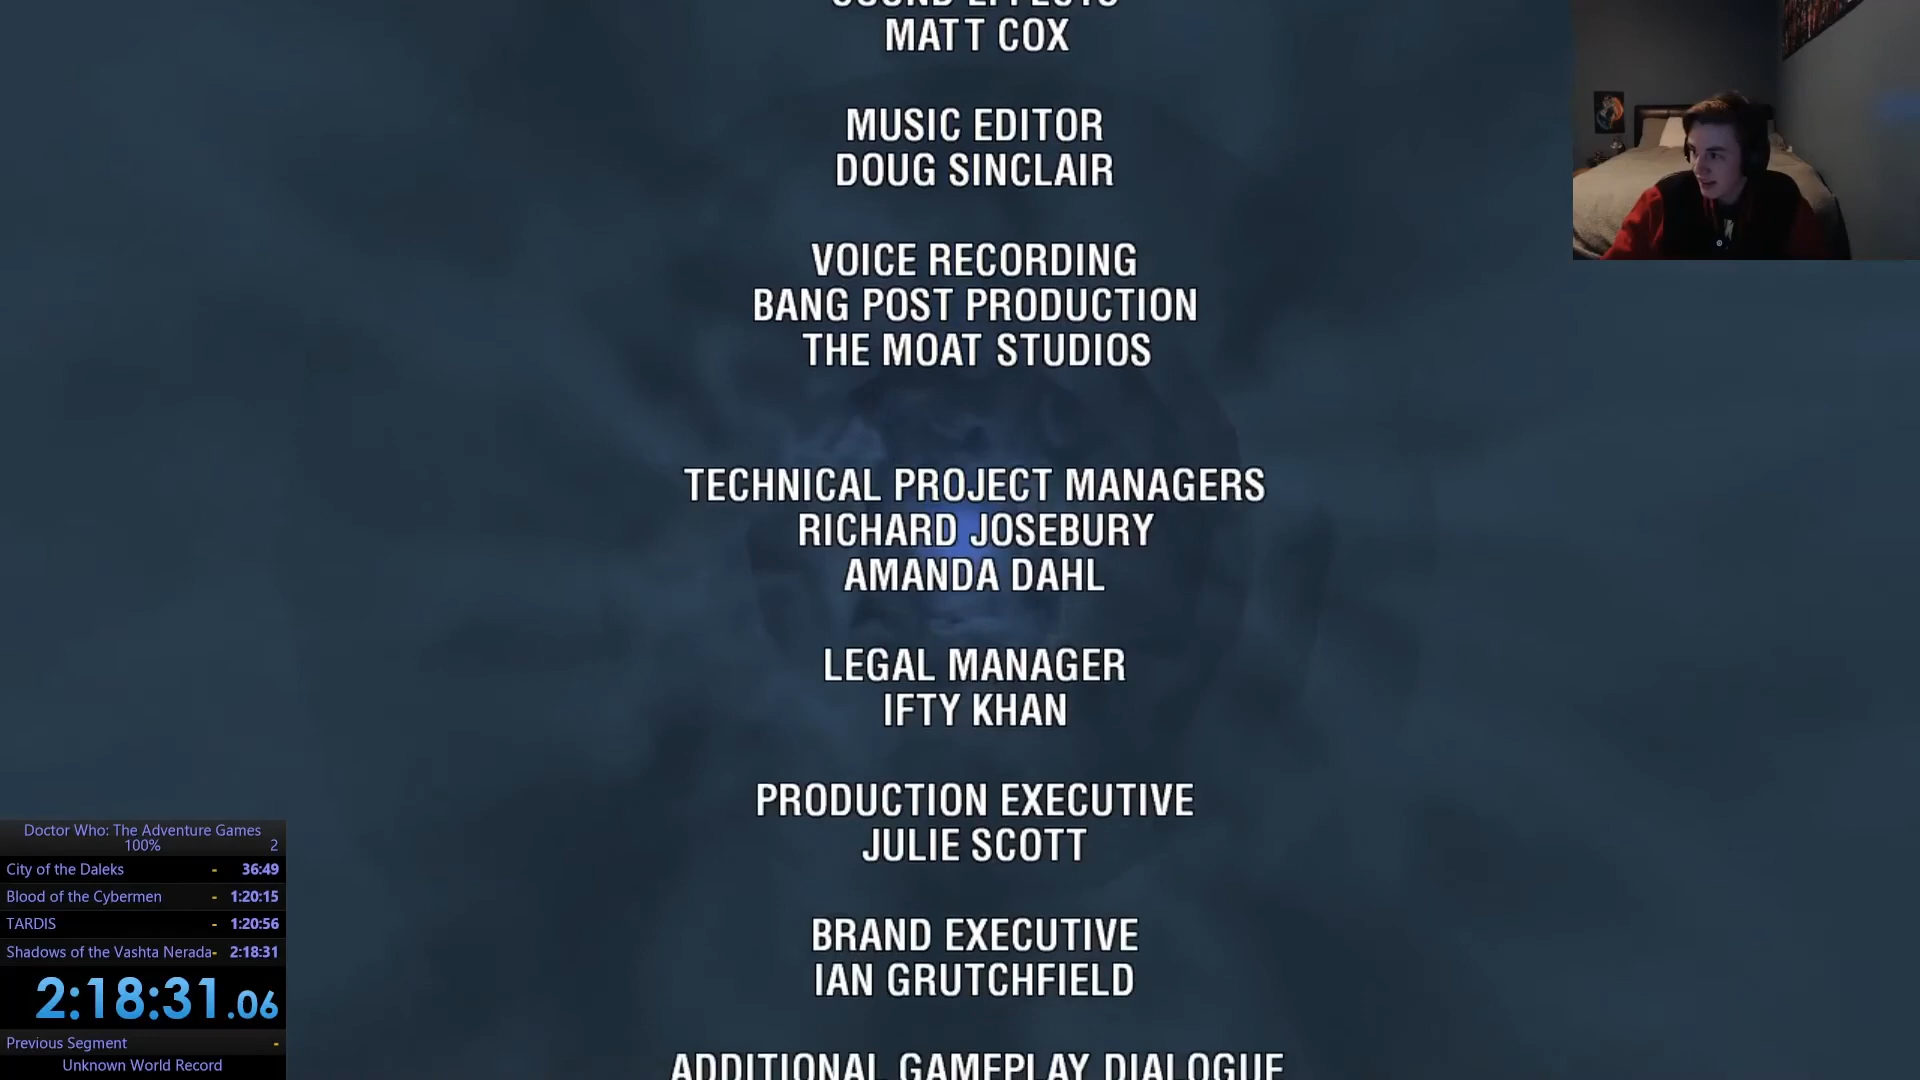 SOUND EFFECTS
MATT COX
MUSIC EDITOR
DOUG SINCLAIR
VOICE RECORDING
BANG POST PRODUCTION
THE MOAT STUDIOS
TECHNICAL PROJECT MANAGERS
RICHARD JOSEBURY
AMANDA DAHL
LEGAL MANAGER
IFTY KHAN
PRODUCTION EXECUTIVE
JULIE SCOTT
BRAND EXECUTIVE
IAN GRUTCHFIELD
ADDITIONAL GAMEPLAY DIALOGUE
Doctor Who: The Adventure Games
100% 2
City of the Daleks - 36:49
Blood of the Cybermen - 1:20:15
TARDIS - 1:20:56
Shadows of the Vashta Nerada- 2:18:31
2:18:31.06
Previous Segment -
Unknown World Record